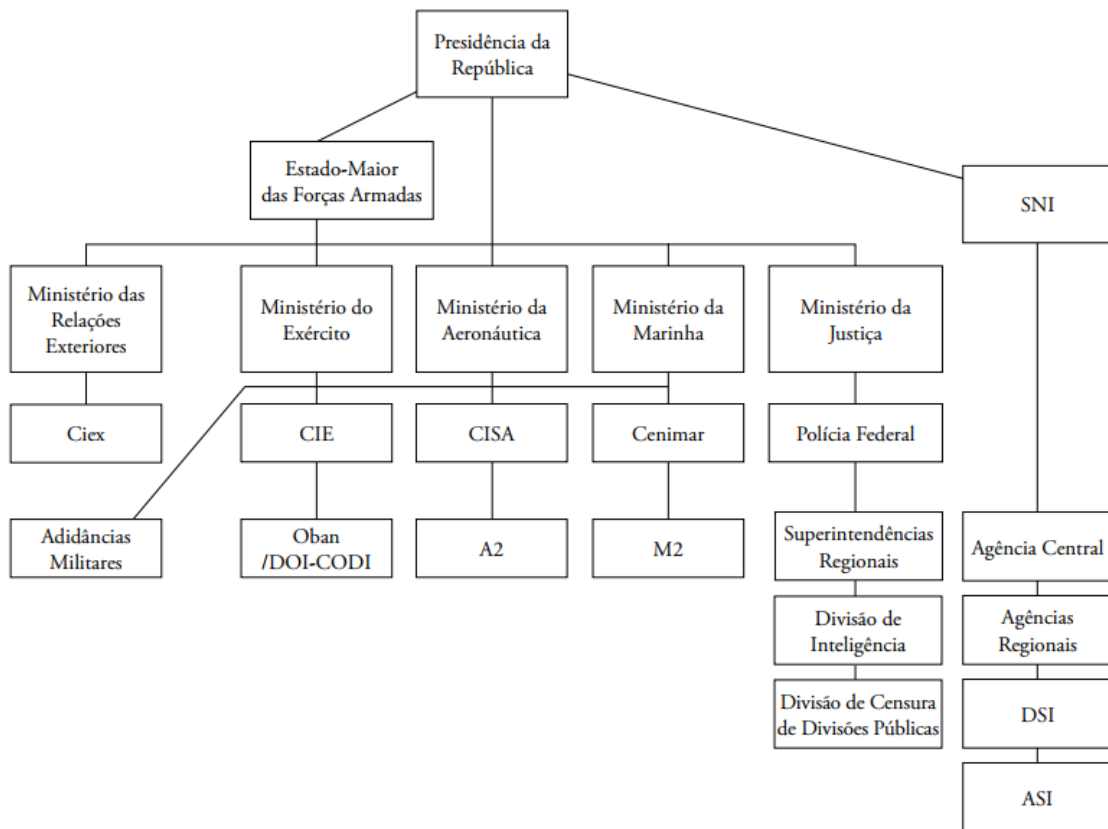 Presidência da
República
Estado-Maior
das Forças Armadas
SNI
Ministério das
Relações
Exteriores
Ministério do
Exército
Ministério da
Aeronáutica
Ministério da
Marinha
Ministério da
Justiça
Ciex
CIE
CISA
Cenimar
Polícia Federal
Adidâncias
Militares
Oban
/DOI-CODI
A2
M2
Superintendências
Regionais
Agência Central
Divisão de
Inteligência
Agências
Regionais
Divisão de Censura
de Divisões Públicas
DSI
ASI